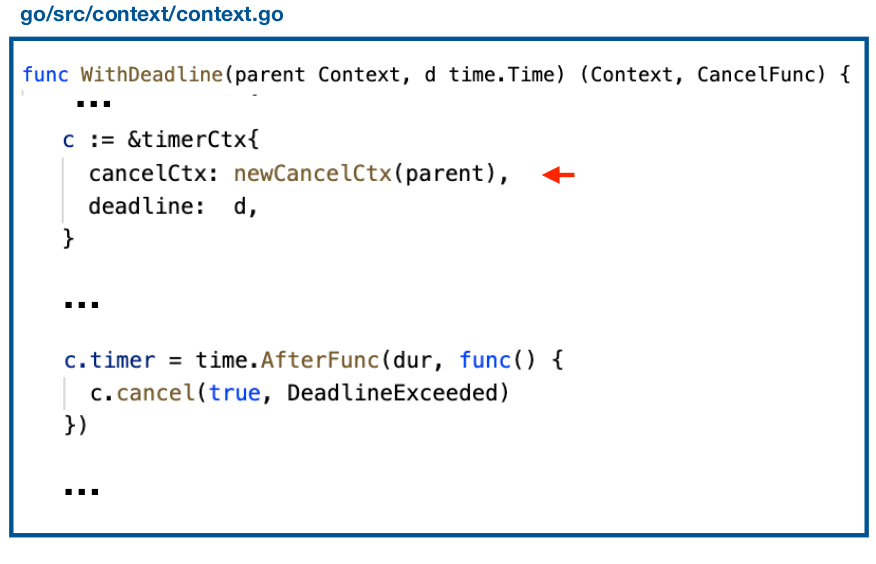 go/src/context/context.go
func WithDeadline(parent Context, d time.Time) (Context, CancelFunc) {
...
c := &timerCtx{
cancelCtx: newCancelCtx(parent),
deadline:  d,
}
...
c.timer = time.AfterFunc(dur, func() {
c.cancel(true, DeadlineExceeded)
})
...